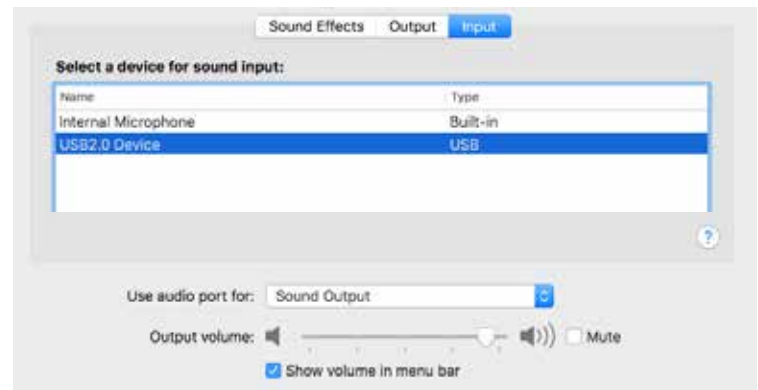 Sound Effects Output Input
Select a device for sound input:
Name Type
Internal Microphone Built-in
USB2.0 Device USB
?
Use audio port for: Sound Output
Output volume: Mute
Show volume in menu bar